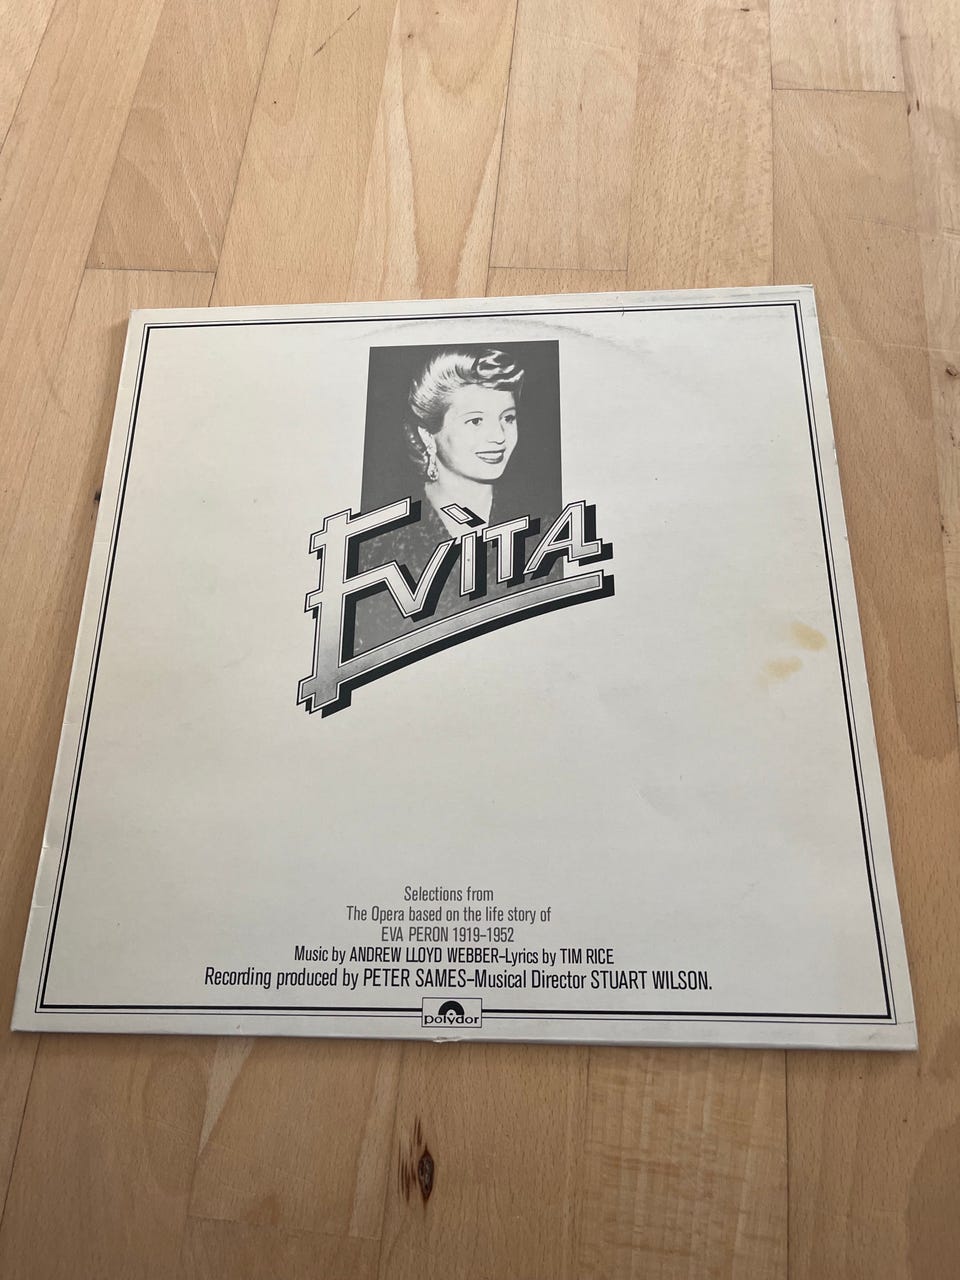 EVITA
Selections from
The Opera based on the life story of
EVA PERON 1919–1952
Music by ANDREW LLOYD WEBBER–Lyrics by TIM RICE
Recording produced by PETER SAMES–Musical Director STUART WILSON.
polydor